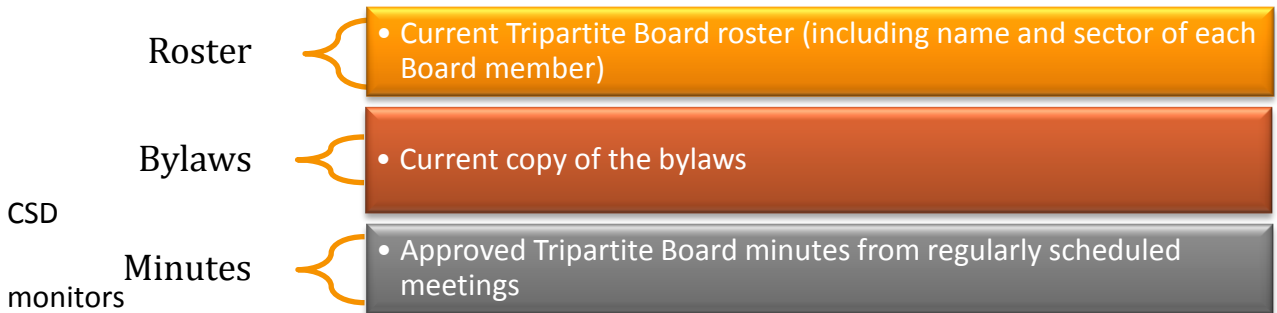 Roster
• Current Tripartite Board roster (including name and sector of each
Board member)
Bylaws
• Current copy of the bylaws
CSD
Minutes
• Approved Tripartite Board minutes from regularly scheduled
meetings
monitors